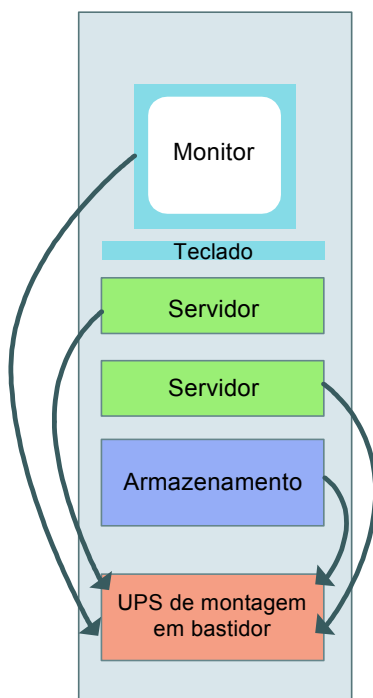 Monitor
Teclado
Servidor
Servidor
Armazenamento
UPS de montagem
em bastidor